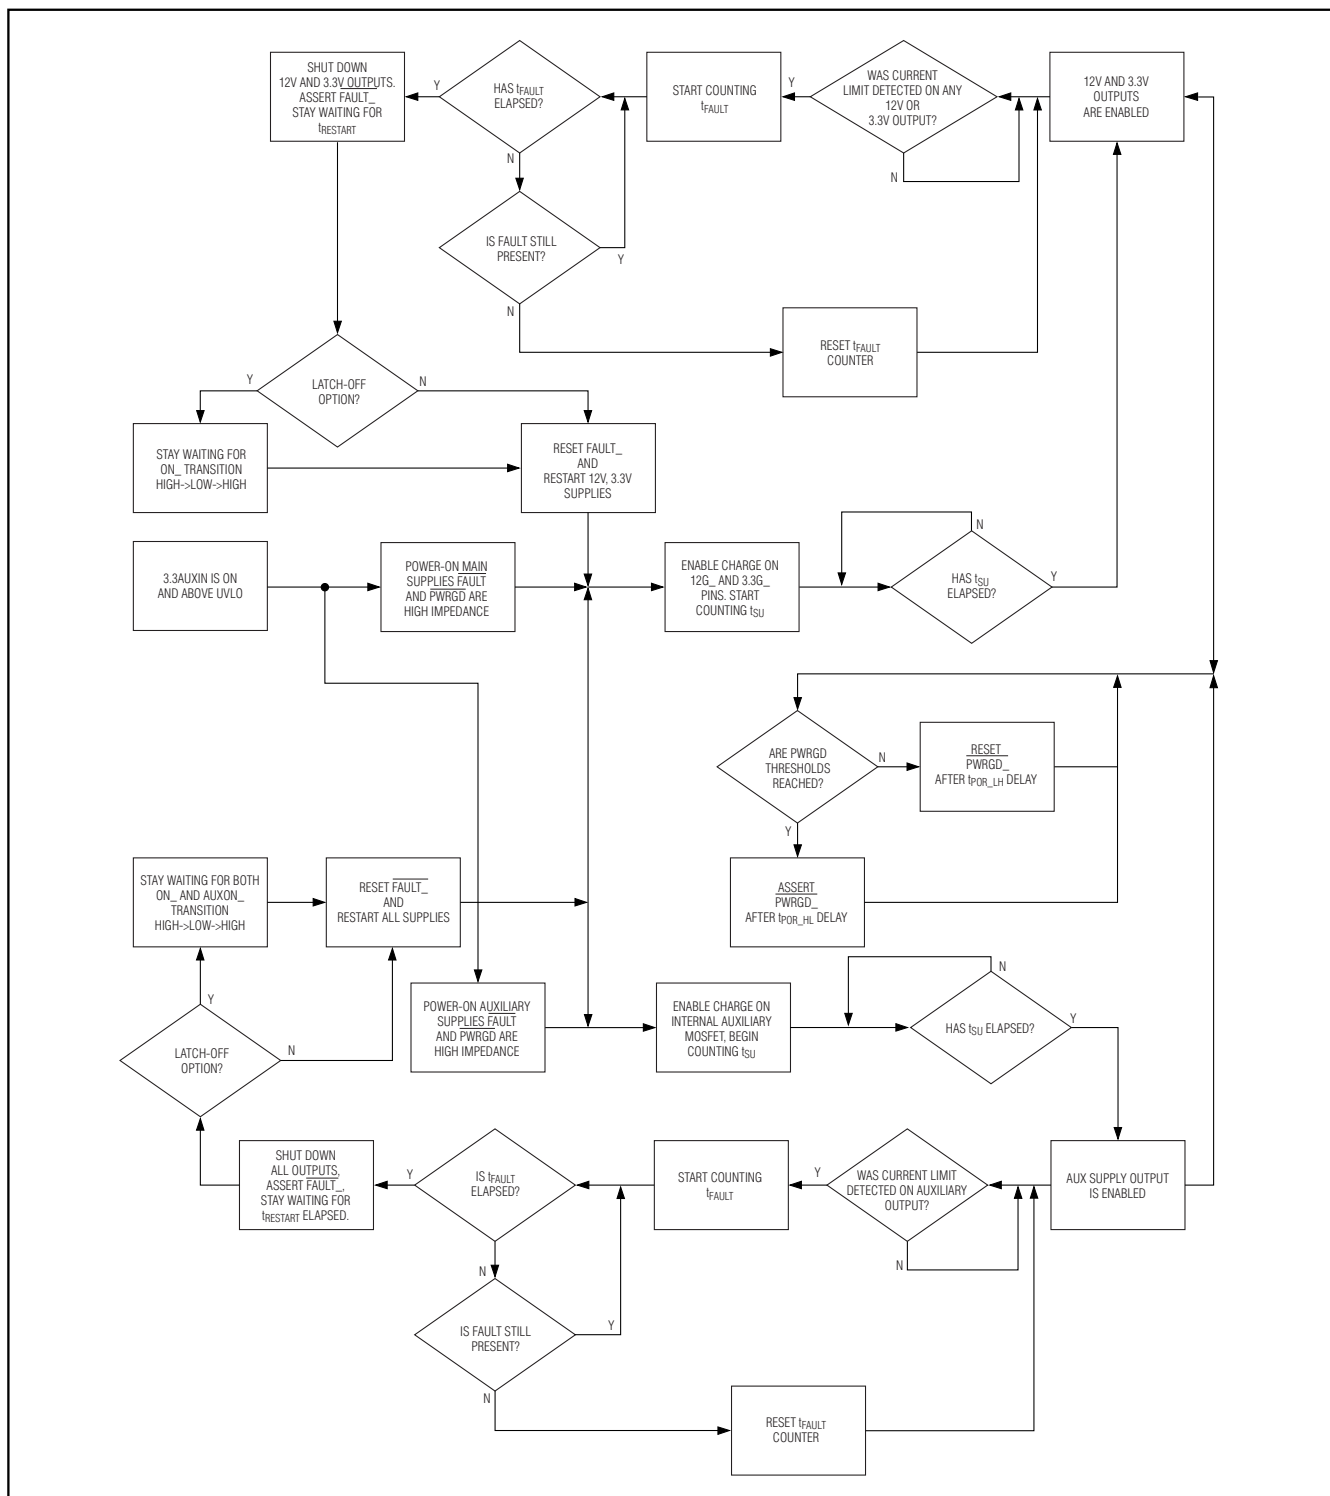 SHUT DOWN
12V AND 3.3V OUTPUTS.
ASSERT FAULT_
STAY WAITING FOR
tRESTART
Y
HAS tFAULT
ELAPSED?
START COUNTING
tFAULT
Y
WAS CURRENT
LIMIT DETECTED ON ANY
12V OR
3.3V OUTPUT?
12V AND 3.3V
OUTPUTS
ARE ENABLED
N
N
IS FAULT STILL
PRESENT?
Y
N
RESET tFAULT
COUNTER
Y
LATCH-OFF
OPTION?
N
STAY WAITING FOR
ON_ TRANSITION
HIGH->LOW->HIGH
RESET FAULT_
AND
RESTART 12V, 3.3V
SUPPLIES
3.3AUXIN IS ON
AND ABOVE UVLO
POWER-ON MAIN
SUPPLIES FAULT
AND PWRGD ARE
HIGH IMPEDANCE
ENABLE CHARGE ON
12G_ AND 3.3G_
PINS. START
COUNTING tSU
N
HAS tSU
ELAPSED?
Y
ARE PWRGD
THRESHOLDS
REACHED?
N
RESET
PWRGD_
AFTER tPOR_LH DELAY
Y
ASSERT
PWRGD_
AFTER tPOR_HL DELAY
STAY WAITING FOR BOTH
ON_ AND AUXON_
TRANSITION
HIGH->LOW->HIGH
RESET FAULT_
AND
RESTART ALL SUPPLIES
Y
LATCH-OFF
OPTION?
N
POWER-ON AUXILIARY
SUPPLIES FAULT
AND PWRGD ARE
HIGH IMPEDANCE
ENABLE CHARGE ON
INTERNAL AUXILIARY
MOSFET, BEGIN
COUNTING tSU
N
HAS tSU ELAPSED?
Y
SHUT DOWN
ALL OUTPUTS,
ASSERT FAULT_,
STAY WAITING FOR
tRESTART ELAPSED.
Y
IS tFAULT
ELAPSED?
START COUNTING
tFAULT
Y
WAS CURRENT LIMIT
DETECTED ON AUXILIARY
OUTPUT?
AUX SUPPLY OUTPUT
IS ENABLED
N
N
IS FAULT STILL
PRESENT?
Y
N
RESET tFAULT
COUNTER